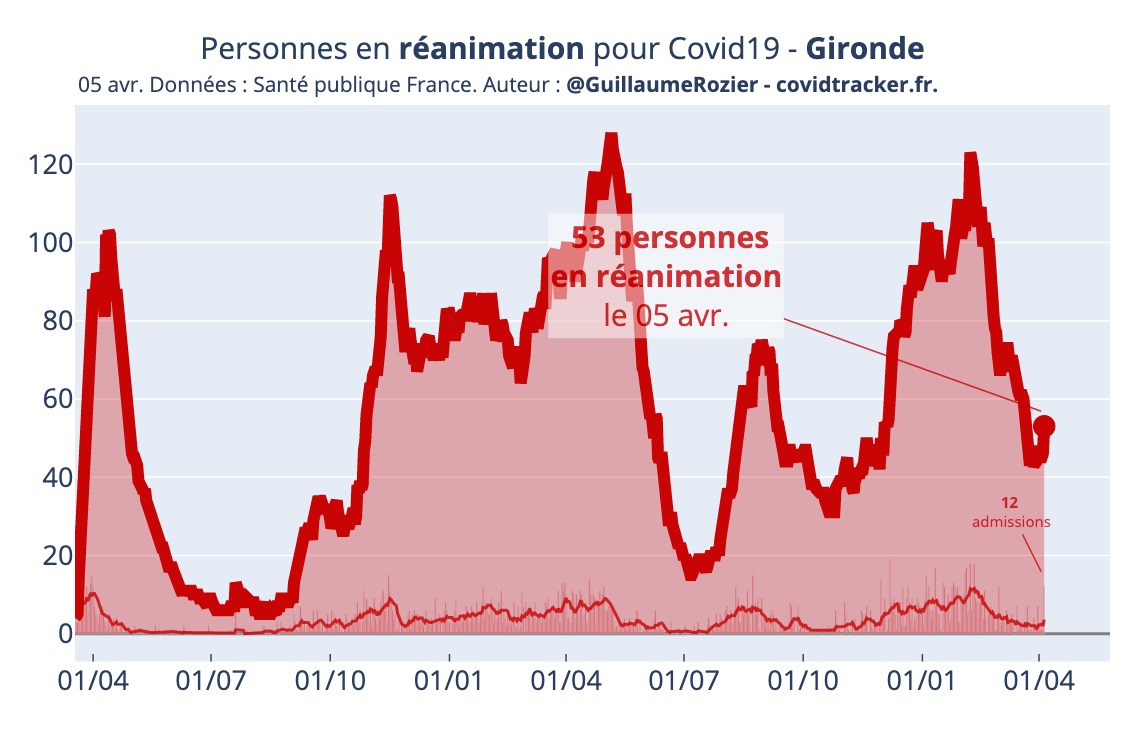 Personnes en réanimation pour Covid19 - Gironde
05 avr. Données : Santé publique France. Auteur : @GuillaumeRozier - covidtracker.fr.
120
100
80
60
40
20
0
53 personnes
en réanimation
le 05 avr.
12
admissions
01/04 01/07 01/10 01/01 01/04 01/07 01/10 01/01 01/04